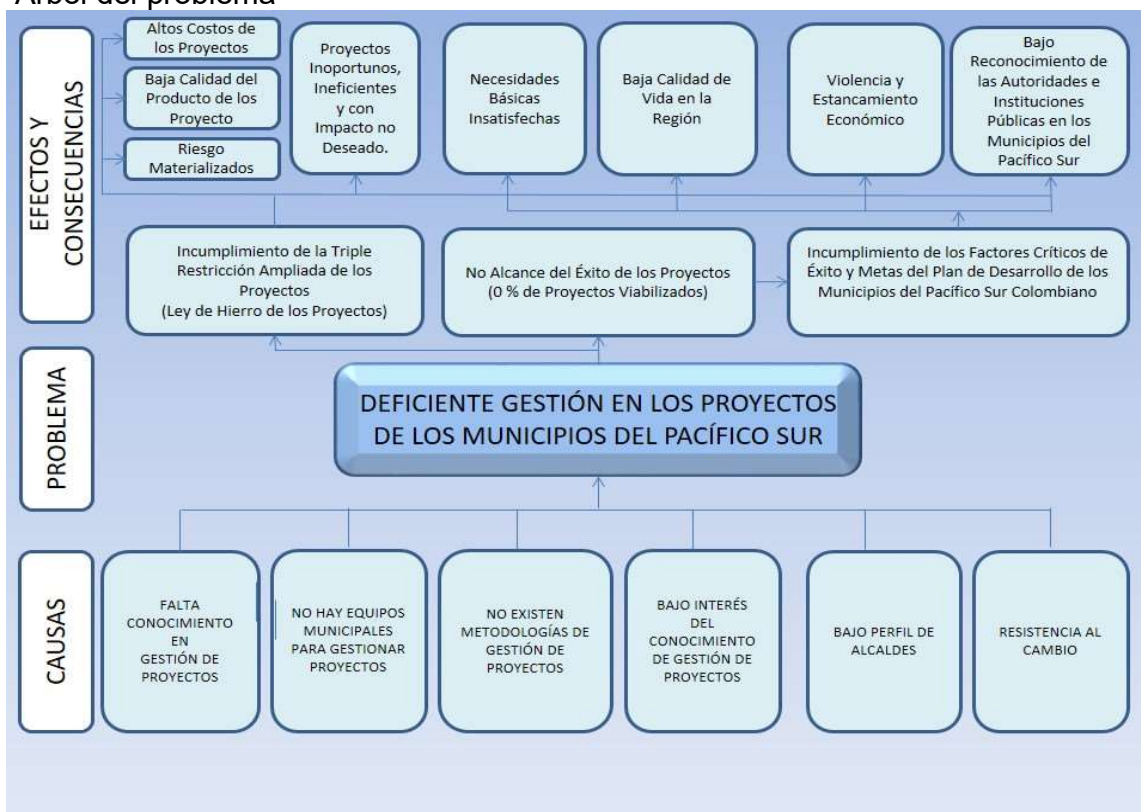 Árbol del problema
EFECTOS Y
CONSECUENCIAS
Altos Costos de
los Proyectos
Baja Calidad del
Producto de los
Proyecto
Riesgo
Materializados
Proyectos
Inoportunos,
Ineficientes
y con
Impacto no
Deseado.
Necesidades
Básicas
Insatisfechas
Baja Calidad de
Vida en la
Región
Violencia y
Estancamiento
Económico
Bajo
Reconocimiento de
las Autoridades e
Instituciones
Públicas en los
Municipios del
Pacífico Sur
Incumplimiento de la Triple
Restricción Ampliada de los
Proyectos
(Ley de Hierro de los Proyectos)
No Alcance del Éxito de los Proyectos
(0 % de Proyectos Viabilizados)
Incumplimiento de los Factores Críticos de
Éxito y Metas del Plan de Desarrollo de los
Municipios del Pacífico Sur Colombiano
PROBLEMA
DEFICIENTE GESTIÓN EN LOS PROYECTOS
DE LOS MUNICIPIOS DEL PACÍFICO SUR
CAUSAS
FALTA
CONOCIMIENTO
EN
GESTIÓN DE
PROYECTOS
NO HAY EQUIPOS
MUNICIPALES
PARA GESTIONAR
PROYECTOS
NO EXISTEN
METODOLOGÍAS DE
GESTIÓN DE
PROYECTOS
BAJO INTERÉS
DEL
CONOCIMIENTO
DE GESTIÓN DE
PROYECTOS
BAJO PERFIL DE
ALCALDES
RESISTENCIA AL
CAMBIO